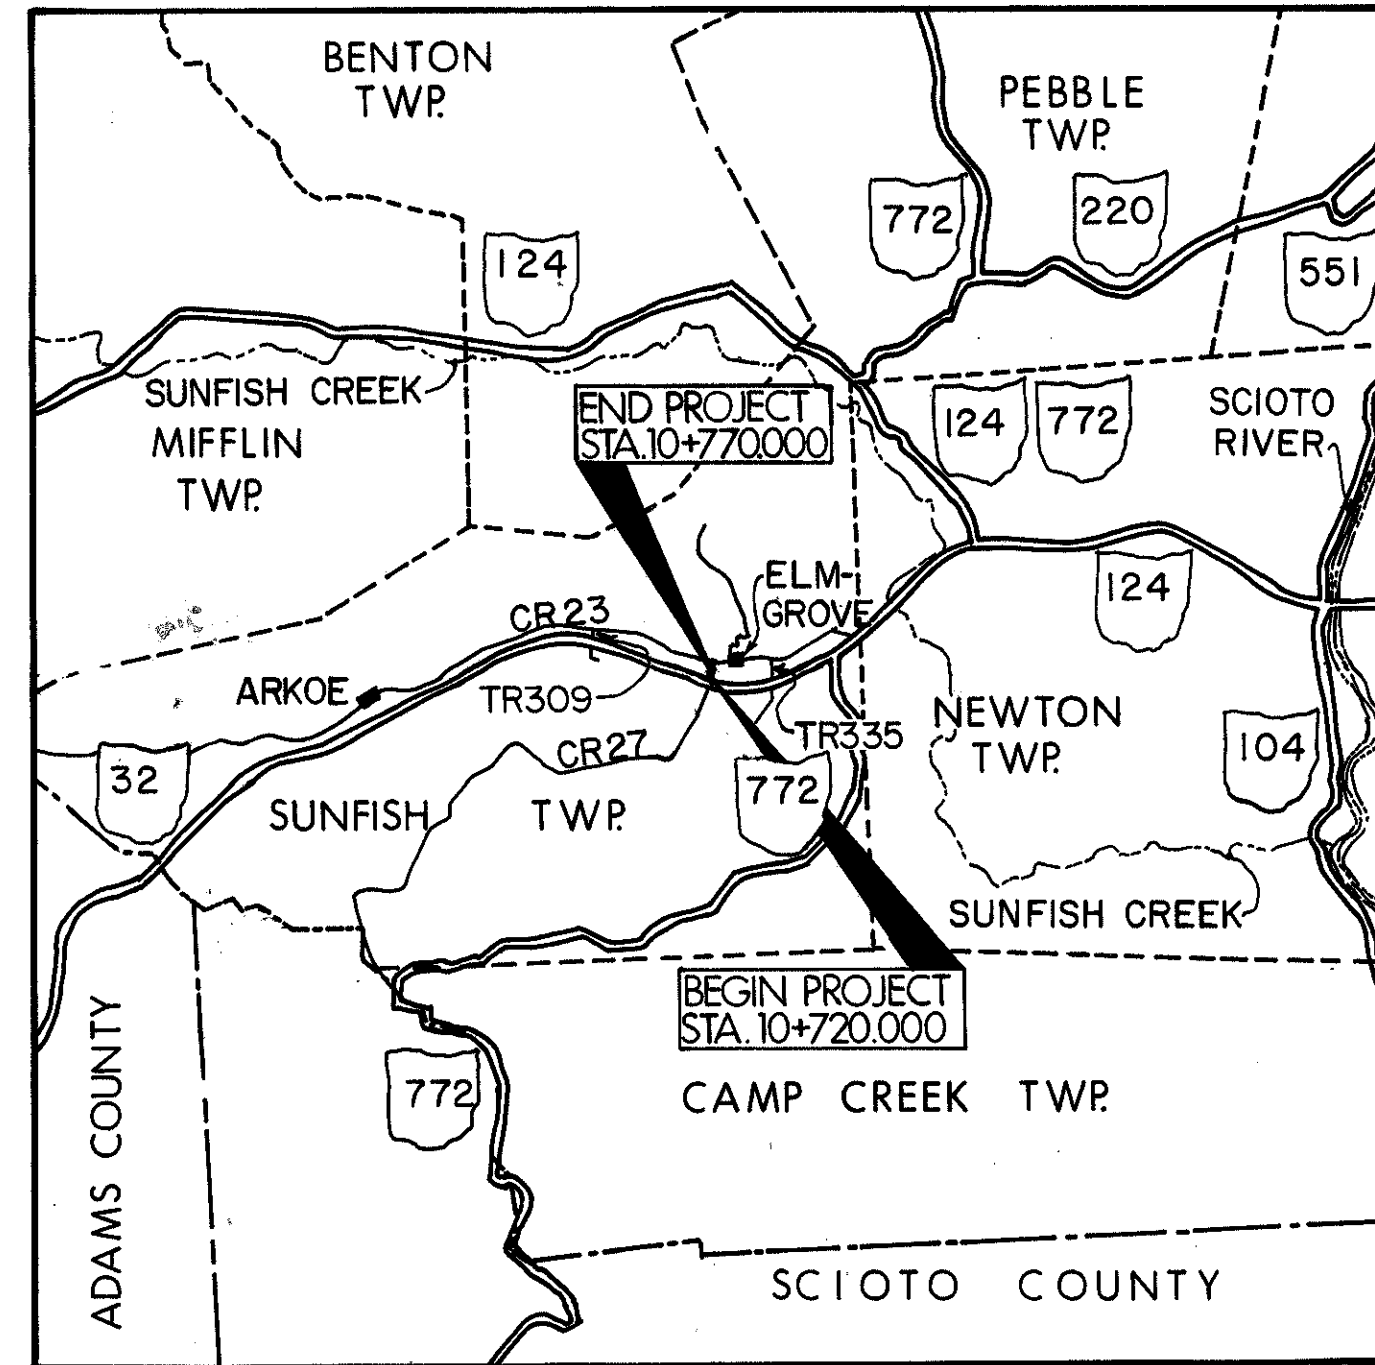 BENTON
TWP.
PEBBLE
TWP.
772
220
124
551
SUNFISH CREEK
MIFFLIN
TWP.
END PROJECT
STA. 10+770.000
124
772
SCIOTO
RIVER
ELM-
GROVE
124
CR23
ARKOE
TR309
TR335
NEWTON
TWP.
CR27
104
32
772
SUNFISH TWP.
SUNFISH CREEK
BEGIN PROJECT
STA. 10+720.000
772
CAMP CREEK TWP.
ADAMS COUNTY
SCIOTO COUNTY